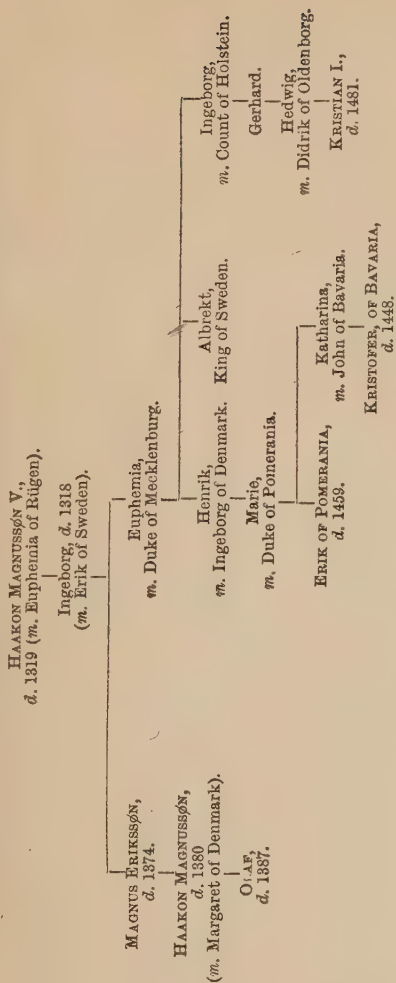 HAAKON MAGNUSSØN V.,
d. 1319 (m. Euphemia of Rügen).
Ingeborg, d. 1318
(m. Erik of Sweden).
MAGNUS ERIKSSØN,
d. 1374.
HAAKON MAGNUSSØN,
d. 1380
(m. Margaret of Denmark).
OLAF,
d. 1387.
Euphemia,
m. Duke of Mecklenburg.
Henrik,
m. Ingeborg of Denmark.
Marie,
m. Duke of Pomerania.
ERIK OF POMERANIA,
d. 1459.
Katharina,
m. John of Bavaria.
KRISTOFER, OF BAVARIA,
d. 1448.
Albrekt,
King of Sweden.
Ingeborg,
m. Count of Holstein.
Gerhard.
Hedwig,
m. Didrik of Oldenborg.
KRISTIAN I.,
d. 1481.